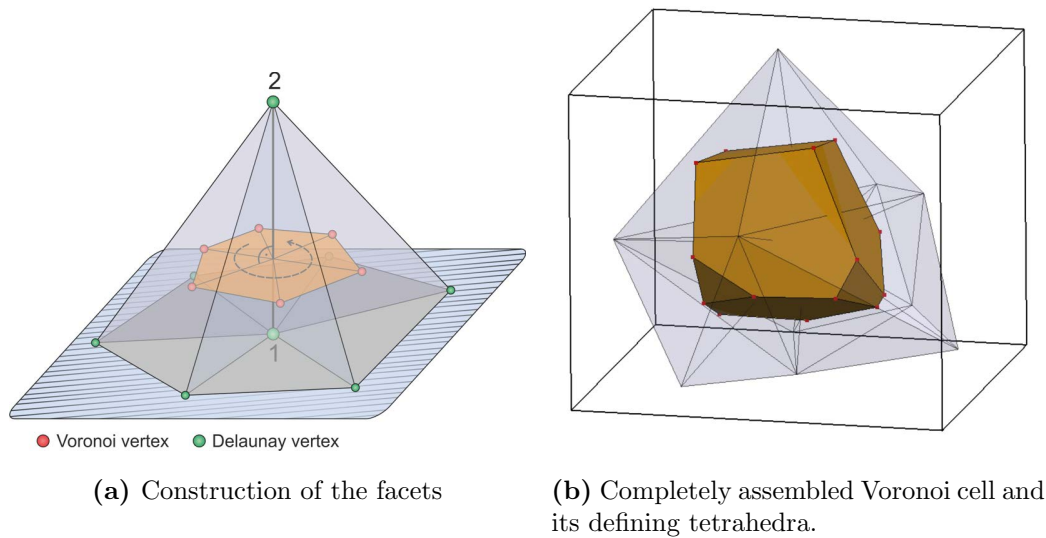 2
1
Voronoi vertex Delaunay vertex
(a) Construction of the facets
(b) Completely assembled Voronoi cell and
its defining tetrahedra.